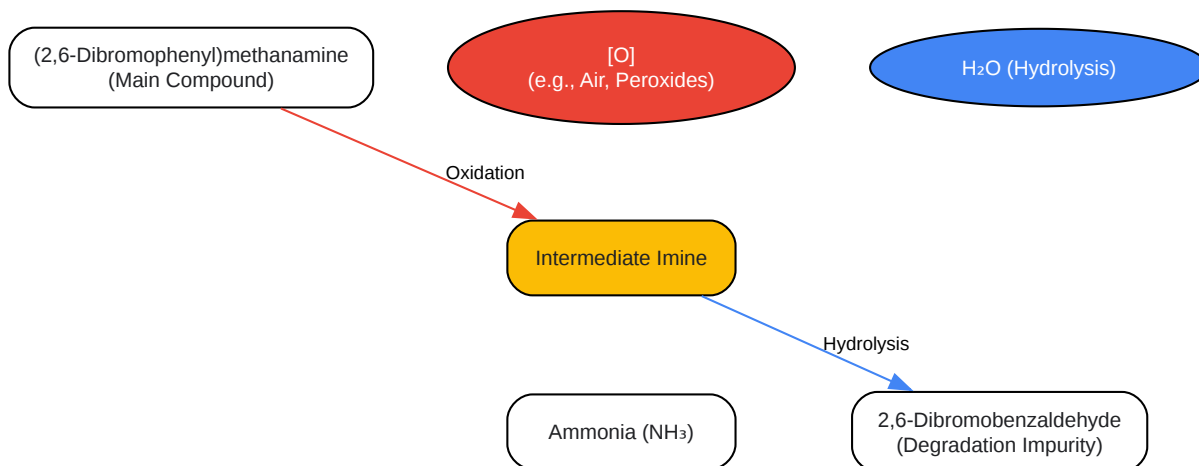 (2,6-Dibromophenyl)methanamine
(Main Compound)
[O]
(e.g., Air, Peroxides)
H₂O (Hydrolysis)
Oxidation
Intermediate Imine
Hydrolysis
Ammonia (NH₃)
2,6-Dibromobenzaldehyde
(Degradation Impurity)